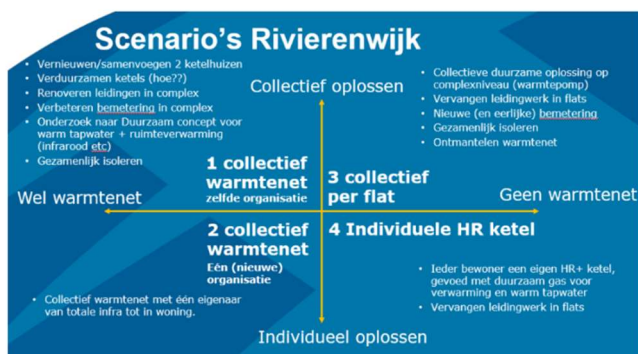 Scenario's Rivierenwijk
• Vernieuwen/samenvoegen 2 ketelhuizen
• Verduurzamen ketels (hoe??)
• Renoveren leidingen in complex
• Verbeteren bemetering in complex
• Onderzoek naar Duurzaam concept voor
warm tapwater + ruimteverwarming
(infrarood etc)
• Gezamenlijk isoleren
Collectief oplossen
• Collectieve duurzame oplossing op
complexniveau (warmtepomp)
• Vervangen leidingwerk in flats
• Nieuwe (en eerlijke) bemetering
• Gezamenlijk isoleren
• Ontmantelen warmtenet
1 collectief
warmtenet
zelfde organisatie
3 collectief
per flat
Wel warmtenet
Geen warmtenet
2 collectief
warmtenet
Eén (nieuwe)
organisatie
4 Individuele HR ketel
• Collectief warmtenet met één eigenaar
van totale infra tot in woning.
• Ieder bewoner een eigen HR+ ketel,
gevoed met duurzaam gas voor
verwarming en warm tapwater
• Vervangen leidingwerk in flats
Individueel oplossen